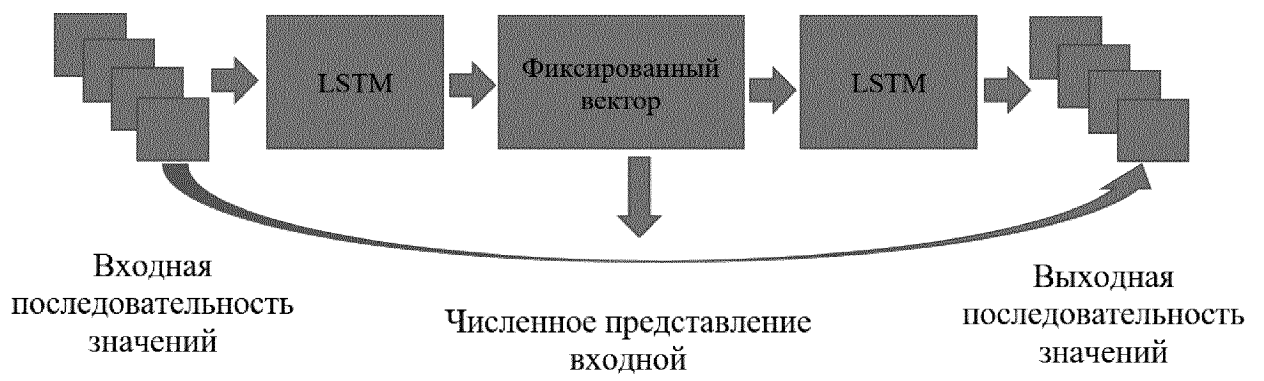 LSTM
Фиксированный
вектор
LSTM
Входная
последовательность
значений
Численное представление
входной
Выходная
последовательность
значений